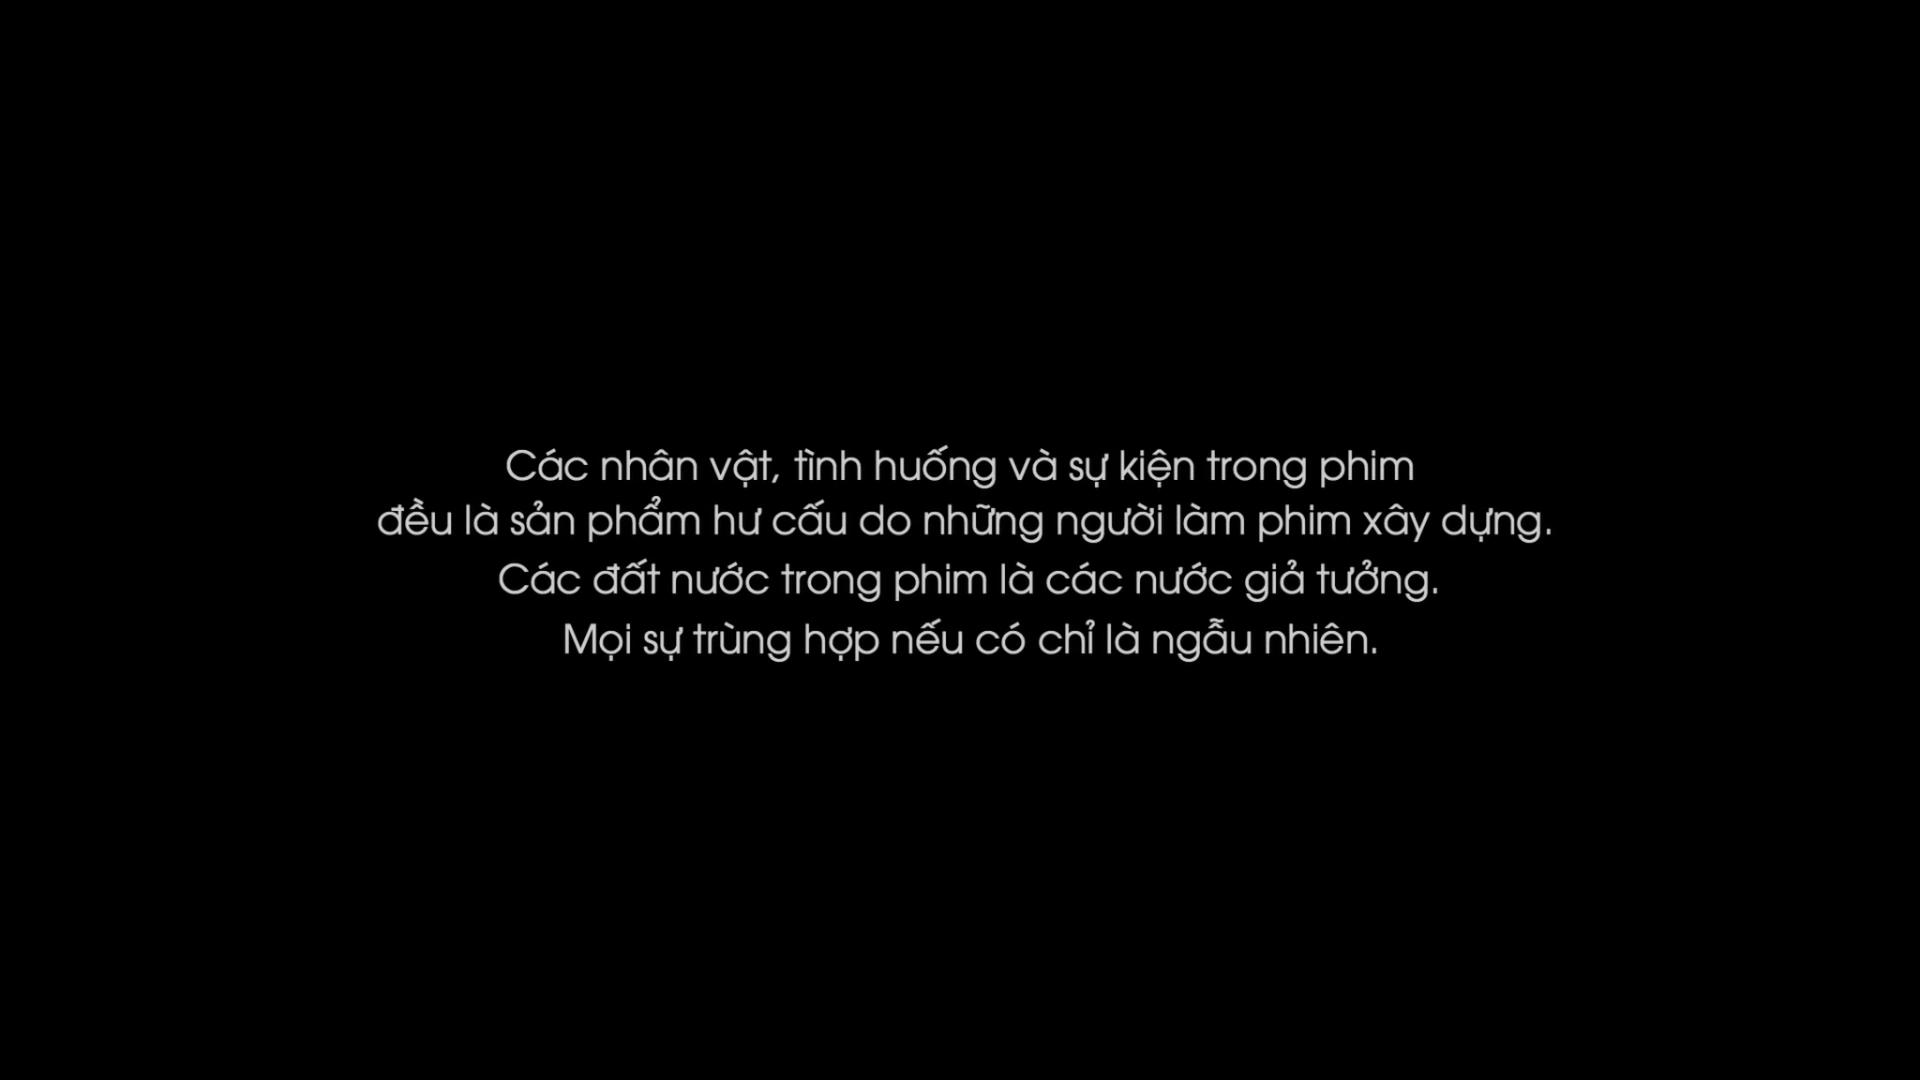 Các nhân vật, tình huống và sự kiện trong phim
đều là sản phẩm hư cấu do những người làm phim xây dựng.
Các đất nước trong phim là các nước giả tưởng.
Mọi sự trùng hợp nếu có chỉ là ngẫu nhiên.